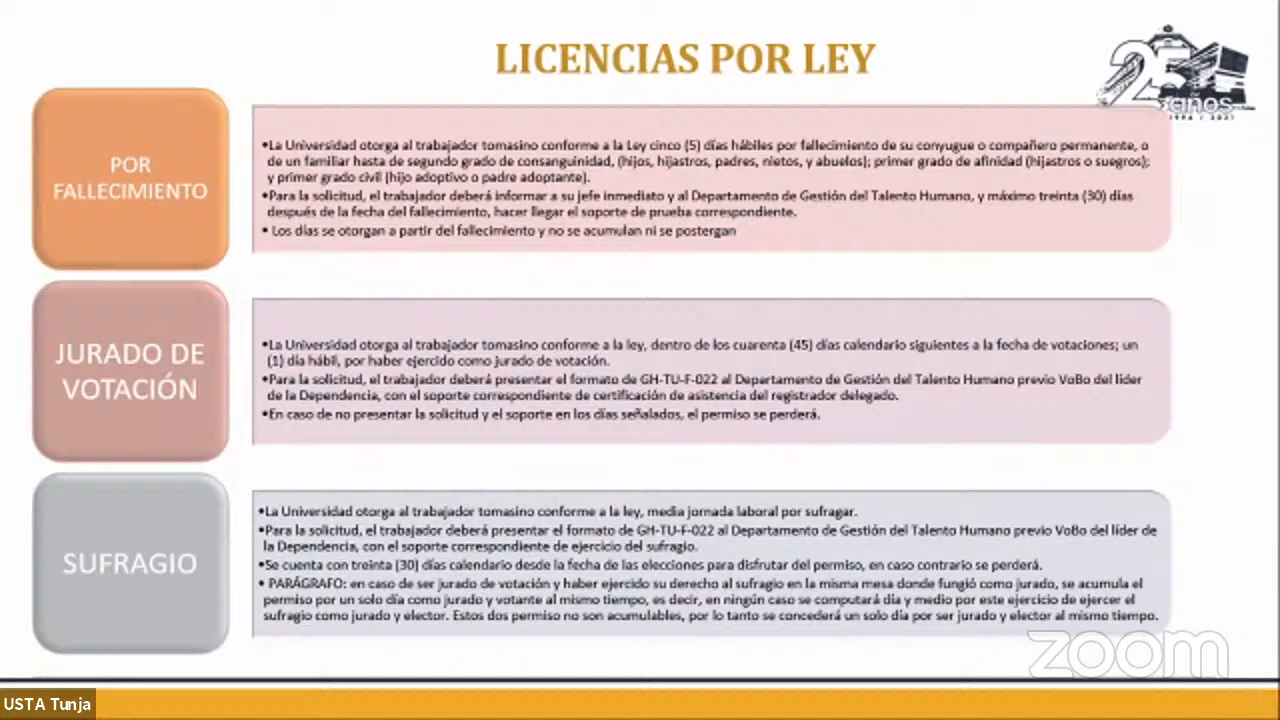 LICENCIAS POR LEY
25
años
1996 / 2021
POR
FALLECIMIENTO
•La Universidad otorga al trabajador tomasino conforme a la Ley cinco (5) días hábiles por fallecimiento de su conyugue o compañero permanente, o
de un familiar hasta de segundo grado de consanguinidad, (hijos, hijastros, padres, nietos, y abuelos); primer grado de afinidad (hijastros o suegros);
y primer grado civil (hijo adoptivo o padre adoptante).
•Para la solicitud, el trabajador deberá informar a su jefe inmediato y al Departamento de Gestión del Talento Humano, y máximo treinta (30) días
después de la fecha del fallecimiento, hacer llegar el soporte de prueba correspondiente.
• Los días se otorgan a partir del fallecimiento y no se acumulan ni se postergan
JURADO DE
VOTACIÓN
•La Universidad otorga al trabajador tomasino conforme a la ley, dentro de los cuarenta (45) días calendario siguientes a la fecha de votaciones; un
(1) día hábil, por haber ejercido como jurado de votación.
•Para la solicitud, el trabajador deberá presentar el formato de GH-TU-F-022 al Departamento de Gestión del Talento Humano previo VoBo del líder
de la Dependencia, con el soporte correspondiente de certificación de asistencia del registrador delegado.
•En caso de no presentar la solicitud y el soporte en los días señalados, el permiso se perderá.
SUFRAGIO
•La Universidad otorga al trabajador tomasino conforme a la ley, media jornada laboral por sufragar.
•Para la solicitud, el trabajador deberá presentar el formato de GH-TU-F-022 al Departamento de Gestión del Talento Humano previo VoBo del líder de
la Dependencia, con el soporte correspondiente de ejercicio del sufragio.
•Se cuenta con treinta (30) días calendario desde la fecha de las elecciones para disfrutar del permiso, en caso contrario se perderá.
• PARÁGRAFO: en caso de ser jurado de votación y haber ejercido su derecho al sufragio en la misma mesa donde fungió como jurado, se acumula el
permiso por un solo día como jurado y votante al mismo tiempo, es decir, en ningún caso se computará día y medio por este ejercicio de ejercer el
sufragio como jurado y elector. Estos dos permiso no son acumulables, por lo tanto se concederá un solo día por ser jurado y elector al mismo tiempo.
zoom
USTA Tunja